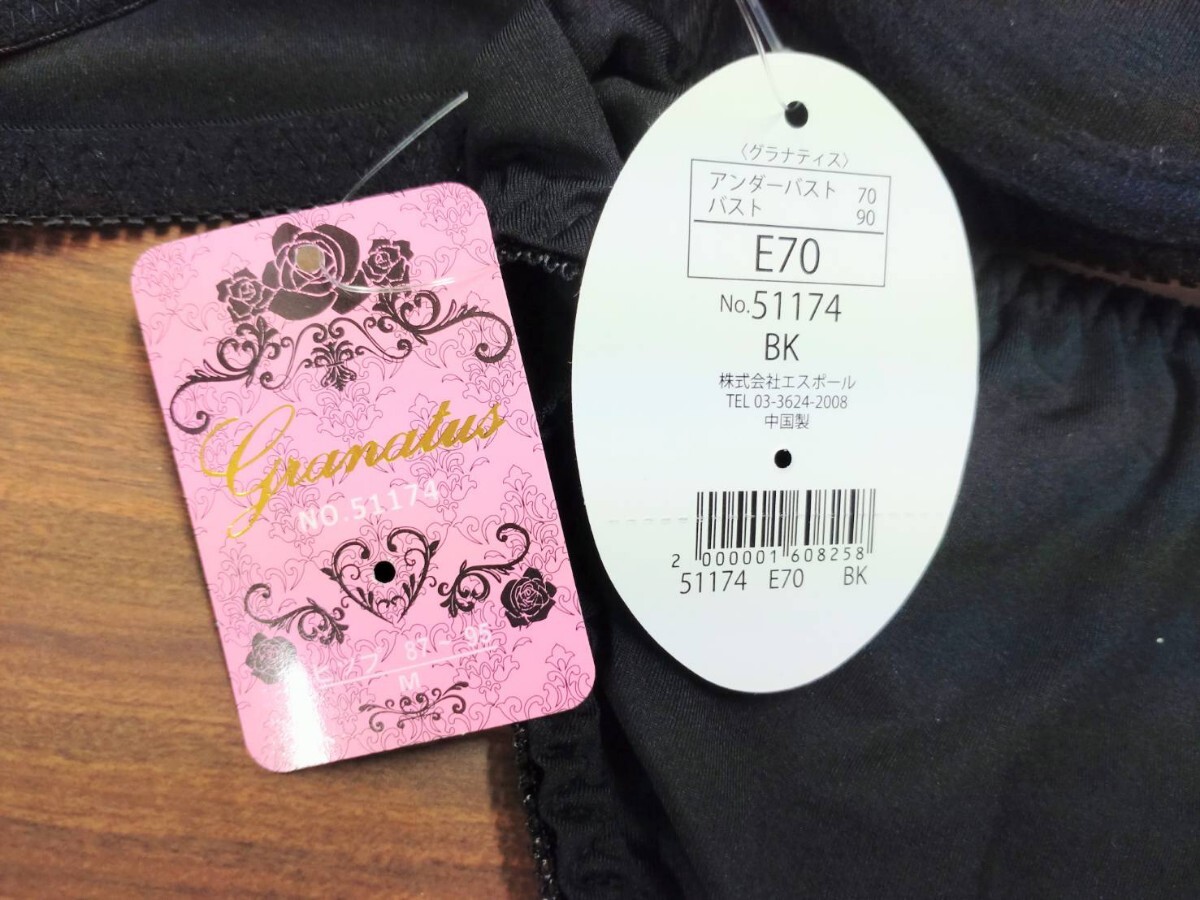 Granatus
NO.51174
ヒップ 87～95
M
〈グラナティス〉
アンダーバスト 70
バスト 90
E70
No.51174
BK
株式会社エスポール
TEL 03-3624-2008
中国製
2 000001 608258
51174 E70 BK